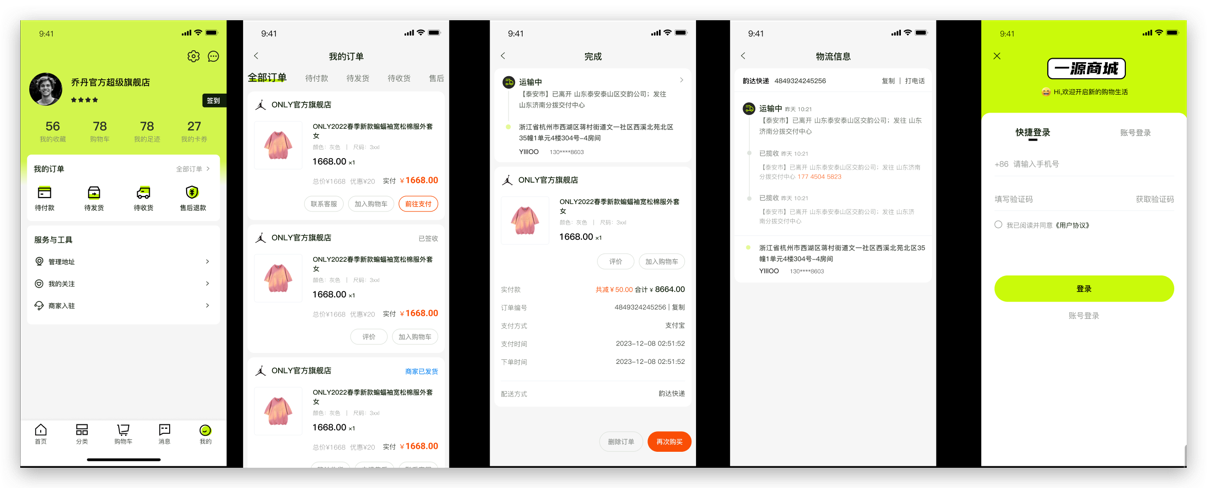 9:41
乔丹官方超级旗舰店
签到
56
78
78
27
我的收藏
购物车
我的足迹
我的卡券
我的订单
全部订单
待付款
待发货
待收货
售后退款
服务与工具
管理地址
我的关注
商家入驻
首页
分类
购物车
消息
我的
9:41
我的订单
全部订单
待付款
待发货
待收货
售后
ONLY官方旗舰店
ONLY2022春季新款蝙蝠袖宽松棉服外套
女
颜色：灰色 | 尺码：3xxl
1668.00 x1
总价¥1668 优惠¥20 实付 ¥1668.00
联系客服
加入购物车
前往支付
ONLY官方旗舰店
已签收
ONLY2022春季新款蝙蝠袖宽松棉服外套
女
颜色：灰色 | 尺码：3xxl
1668.00 x1
总价¥1668 优惠¥20 实付 ¥1668.00
评价
加入购物车
ONLY官方旗舰店
商家已发货
ONLY2022春季新款蝙蝠袖宽松棉服外套
女
颜色：灰色 | 尺码：3xxl
1668.00 x1
总价¥1668 优惠¥20 实付 ¥1668.00
9:41
完成
运输中
【泰安市】已离开 山东泰安泰山区交韵公司；发往
山东济南分拨交付中心
浙江省杭州市西湖区蒋村街道文一社区西溪北苑北区
35幢1单元4楼304号-4房间
YIIIOO 130****8603
ONLY官方旗舰店
ONLY2022春季新款蝙蝠袖宽松棉服外套
女
颜色：灰色 | 尺码：3xxl
1668.00 x1
评价
加入购物车
实付款
共减¥50.00 合计¥8664.00
订单编号
4849324245256 | 复制
支付方式
支付宝
支付时间
2023-12-08 02:51:52
下单时间
2023-12-08 02:51:52
配送方式
韵达快递
删除订单
再次购买
9:41
物流信息
韵达快递 4849324245256
复制 | 打电话
运输中 昨天 10:21
【泰安市】已离开 山东泰安泰山区交韵公司；发往 山东
济南分拨交付中心
已揽收 昨天 10:21
【泰安市】已离开 山东泰安泰山区交韵公司；发往 山东济南
分拨交付中心 177 4504 5623
已揽收 昨天 10:21
【泰安市】已离开 山东泰安泰山区交韵公司；发往 山东济
南分拨交付中心
浙江省杭州市西湖区蒋村街道文一社区西溪北苑北区35
幢1单元4楼304号-4房间
YIIIOO 130****8603
9:41
一源商城
HI,欢迎开启新的购物生活
快捷登录
账号登录
+86 请输入手机号
填写验证码
获取验证码
我已阅读并同意《用户协议》
登录
账号登录